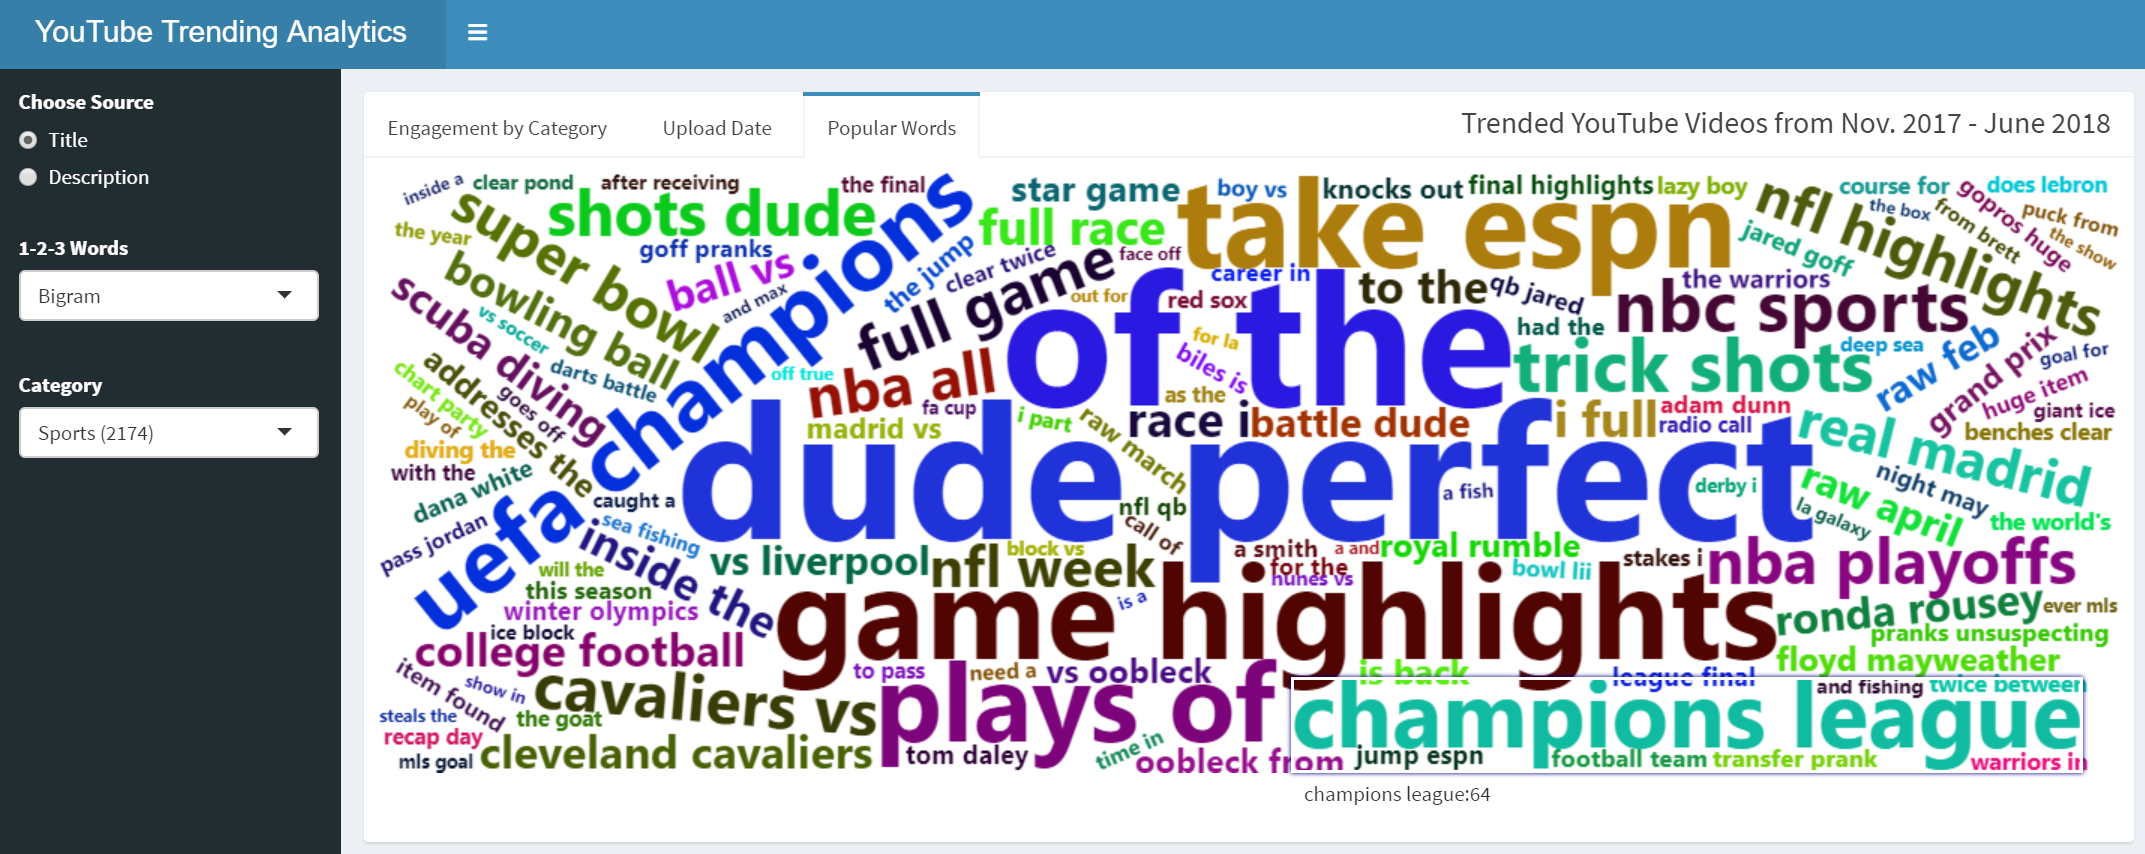 YouTube Trending Analytics
Choose Source
Title
Description
1-2-3 Words
Bigram
Category
Sports (2174)
Engagement by Category
Upload Date
Popular Words
Trended YouTube Videos from Nov. 2017 - June 2018
inside a
clear pond
after receiving
the final
star game
boy vs
knocks out
final highlights
lazy boy
nfl highlights
course for
gopros huge
does lebron
the year
super bowl
shots dude
uefa champions
full race
take espn
jared goff
the box
from brett
puck from
the show
goff pranks
ball vs
and max
the jump
clear twice
face off
career in
to the
qb jared
the warriors
scuba diving
bowling ball
vs soccer
full game
out for
red sox
of the
had the
nbc sports
deep sea
raw feb
grand prix
goal for
chart party
addresses the
darts battle
off true
nba all
for la
biles is
trick shots
huge item
play of
goes off
fa cup
madrid vs
i part
raw march
as the
race i
battle dude
i full
adam dunn
radio call
real madrid
giant ice
benches clear
diving the
with the
dana white
caught a
dude perfect
nfl qb
call of
a fish
derby i
raw april
night may
la galaxy
the world's
pass jordan
sea fishing
inside the
vs liverpool
nfl week
block vs
a smith
a and
for the
nunes vs
royal rumble
bowl lii
stakes i
nba playoffs
will the
this season
winter olympics
ice block
game highlights
is a
ronda rousey
ever mls
pranks unsuspecting
college football
item found
show in
cavaliers vs
to pass
need a
vs oobleck
plays of
is back
league final
floyd mayweather
champions league
and fishing
twice between
steals the
recap day
mls goal
the goat
cleveland cavaliers
tom daley
time in
oobleck from
jump espn
football team
transfer prank
warriors in
champions league:64